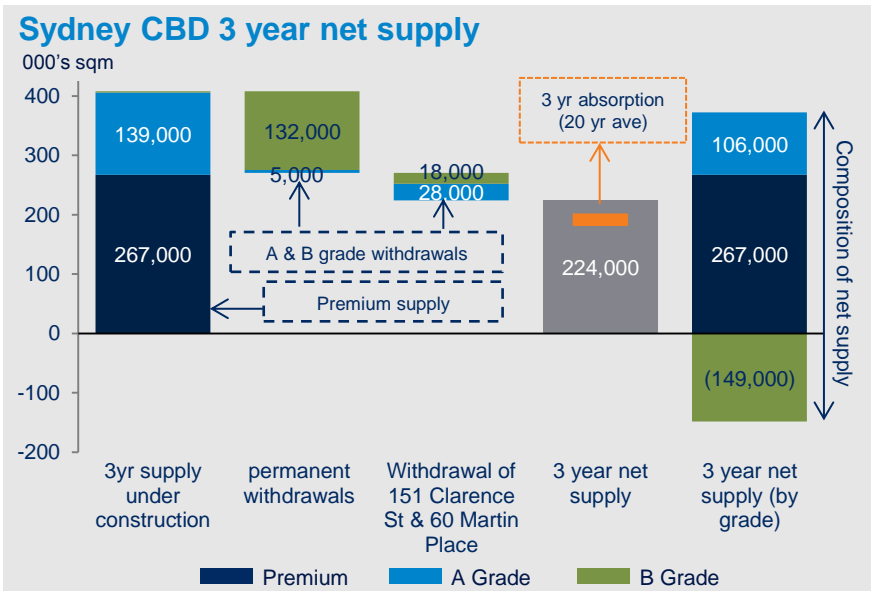 Sydney CBD 3 year net supply
000's sqm
400
300
200
100
0
-100
-200
139,000
267,000
132,000
5,000
18,000
28,000
A & B grade withdrawals
Premium supply
3 yr absorption
(20 yr ave)
224,000
106,000
267,000
(149,000)
Composition of net supply
3yr supply
under
construction
permanent
withdrawals
Withdrawal of
151 Clarence
St & 60 Martin
Place
3 year net
supply
3 year net
supply (by
grade)
Premium
A Grade
B Grade